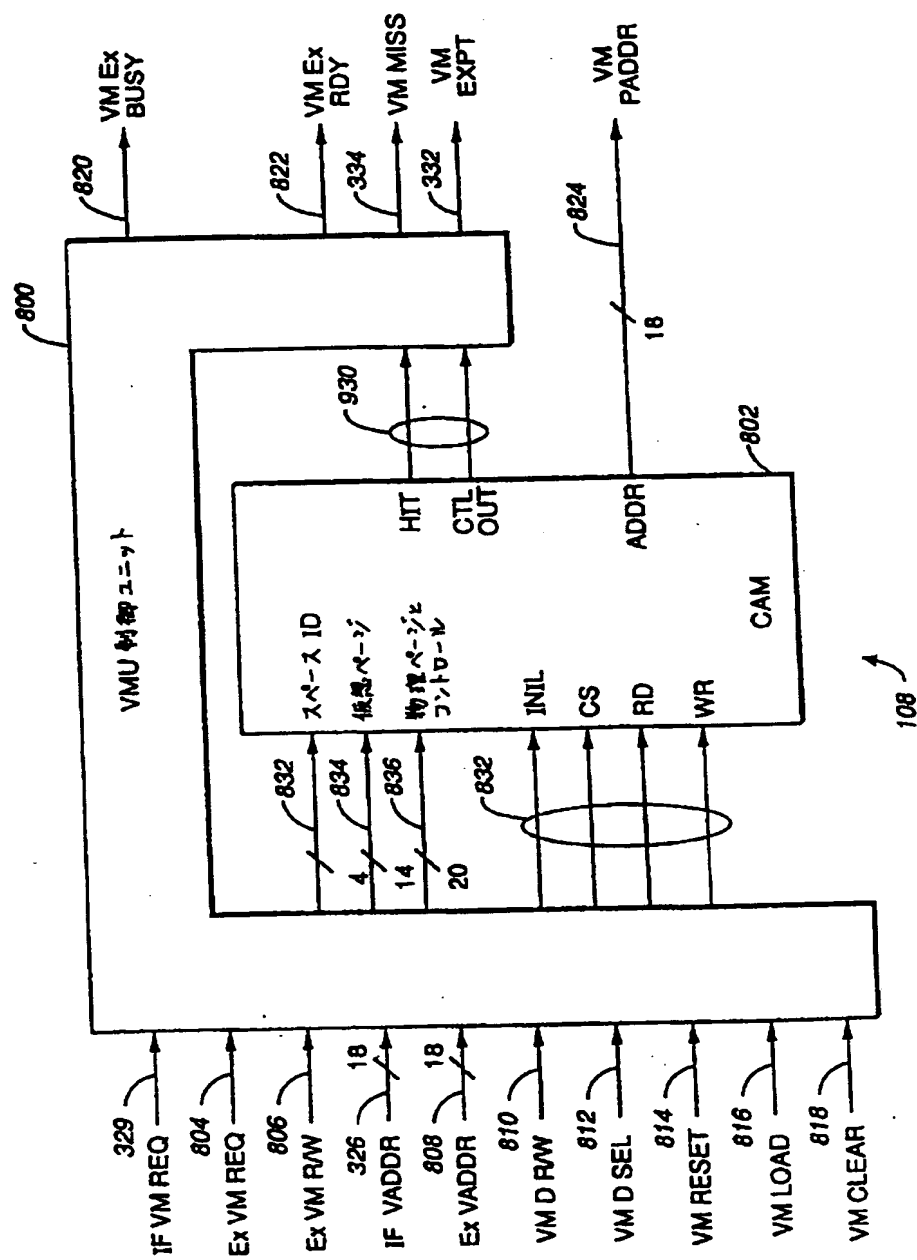 800
VMU 制御ユニット
820
VM Ex
BUSY
822
VM Ex
RDY
334
VM MISS
332
VM
EXPT
930
HIT
CTL
OUT
824
18
VM
PADDR
ADDR
802
CAM
スペース ID
仮想ページ
物理ページと
コントロール
INIL
CS
RD
WR
832
4
834
14
836
20
832
329
IF VM REQ
804
Ex VM REQ
806
Ex VM R/W
326
IF VADDR
18
808
Ex VADDR
18
810
VM D R/W
812
VM D SEL
814
VM RESET
816
VM LOAD
818
VM CLEAR
108